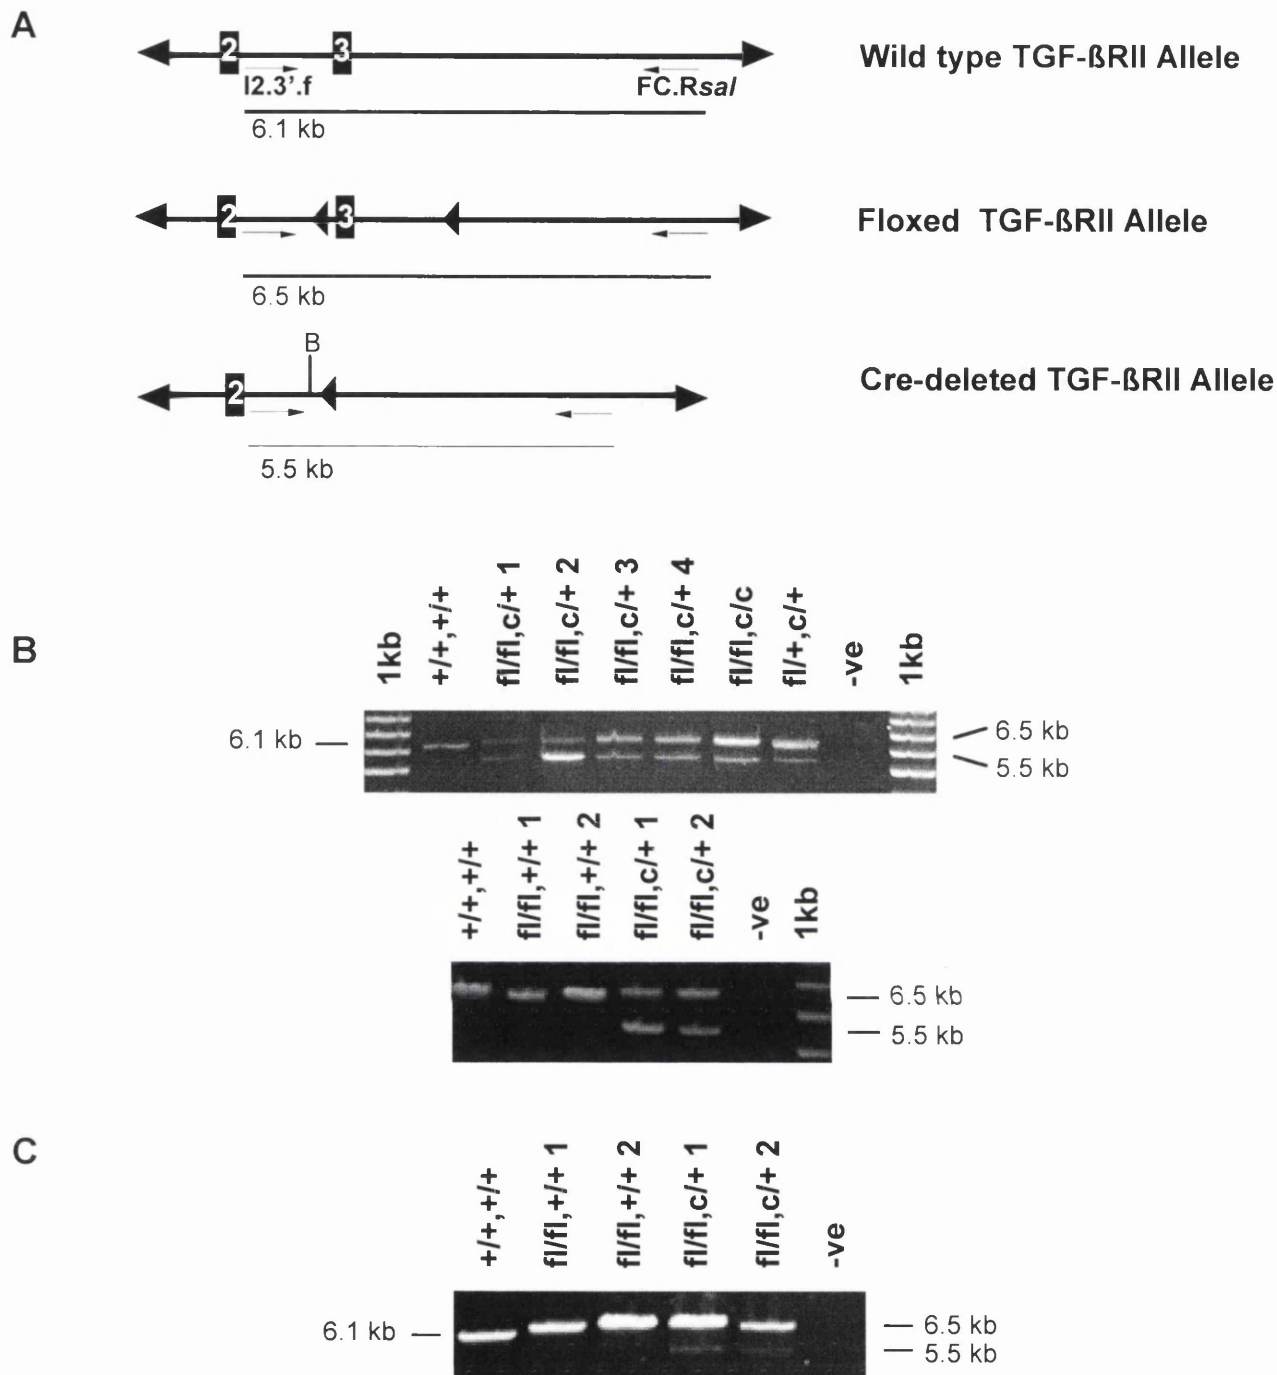 A
2 3
Wild type TGF-ßRII Allele
I2.3'.f
FC.RsaI
6.1 kb
2 3
Floxed TGF-ßRII Allele
6.5 kb
B
2
Cre-deleted TGF-ßRII Allele
5.5 kb
B
1kb
+/+,+/+
fl/fl,c/+ 1
fl/fl,c/+ 2
fl/fl,c/+ 3
fl/fl,c/+ 4
fl/fl,c/c
fl/+,c/+
-ve
1kb
6.1 kb
6.5 kb
5.5 kb
+/+,+/+
fl/fl,+/+ 1
fl/fl,+/+ 2
fl/fl,c/+ 1
fl/fl,c/+ 2
-ve
1kb
6.5 kb
5.5 kb
C
+/+,+/+
fl/fl,+/+ 1
fl/fl,+/+ 2
fl/fl,c/+ 1
fl/fl,c/+ 2
-ve
6.1 kb
6.5 kb
5.5 kb